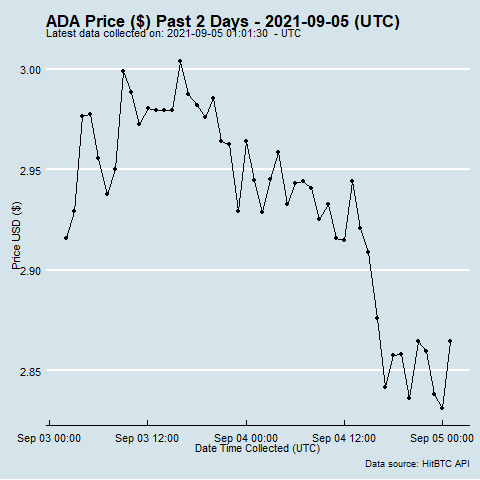 ADA Price ($) Past 2 Days - 2021-09-05 (UTC)
Latest data collected on: 2021-09-05 01:01:30 - UTC
3.00
2.95
2.90
2.85
Price USD ($)
Sep 03 00:00 Sep 03 12:00 Sep 04 00:00 Sep 04 12:00 Sep 05 00:00
Date Time Collected (UTC)
Data source: HitBTC API